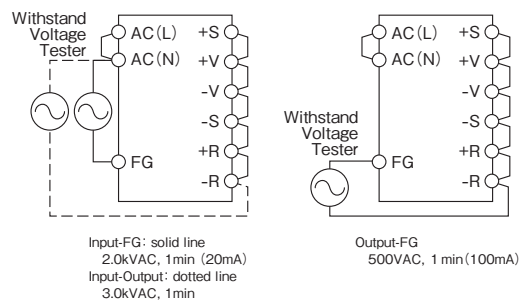 Withstand
Voltage
Tester
AC(L)
AC(N)
FG
+S
+V
-V
-S
+R
-R
Input-FG: solid line
2.0kVAC, 1min (20mA)
Input-Output: dotted line
3.0kVAC, 1min
Withstand
Voltage
Tester
AC(L)
AC(N)
FG
+S
+V
-V
-S
+R
-R
Output-FG
500VAC, 1min(100mA)